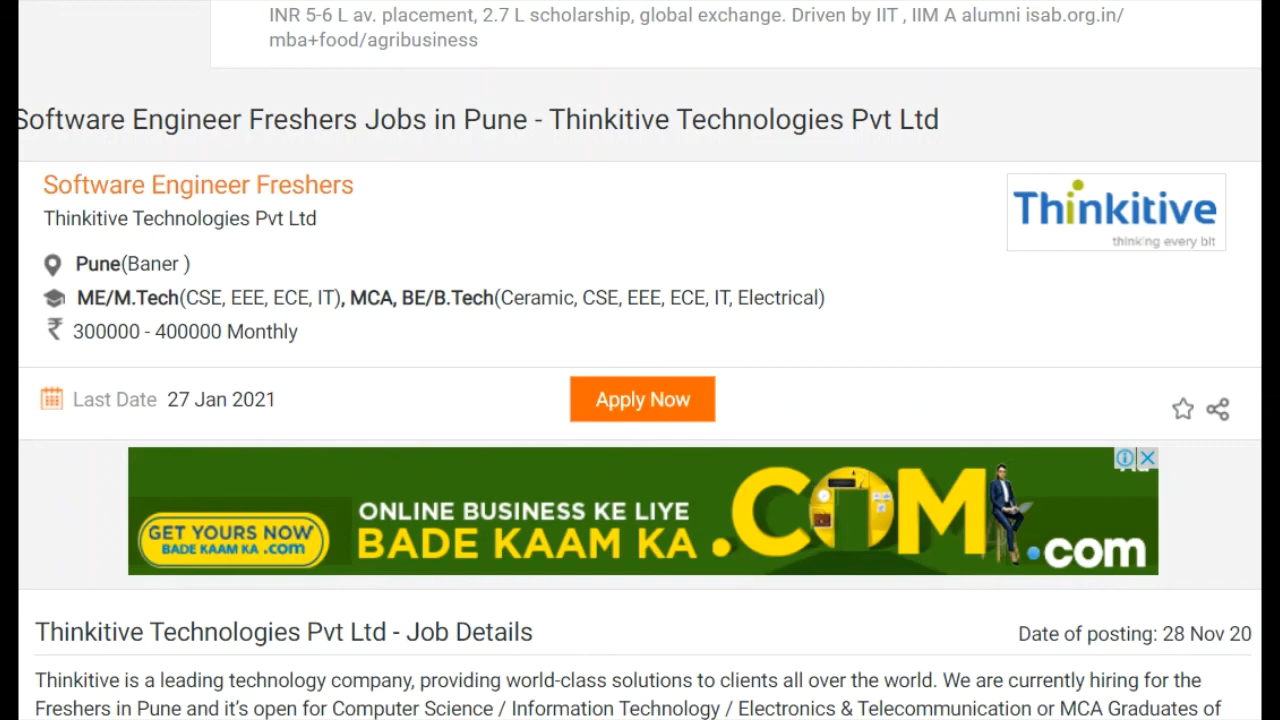 INR 5-6 L av. placement, 2.7 L scholarship, global exchange. Driven by IIT , IIM A alumni isab.org.in/
mba+food/agribusiness
Software Engineer Freshers Jobs in Pune - Thinkitive Technologies Pvt Ltd
Software Engineer Freshers
Thinkitive Technologies Pvt Ltd
Thinkitive
thinking every bit
Pune(Baner )
ME/M.Tech(CSE, EEE, ECE, IT), MCA, BE/B.Tech(Ceramic, CSE, EEE, ECE, IT, Electrical)
₹ 300000 - 400000 Monthly
Last Date 27 Jan 2021
Apply Now
GET YOURS NOW
BADE KAAM KA .com
ONLINE BUSINESS KE LIYE
BADE KAAM KA .COM
.com
Thinkitive Technologies Pvt Ltd - Job Details
Date of posting: 28 Nov 20
Thinkitive is a leading technology company, providing world-class solutions to clients all over the world. We are currently hiring for the
Freshers in Pune and it's open for Computer Science / Information Technology / Electronics & Telecommunication or MCA Graduates of